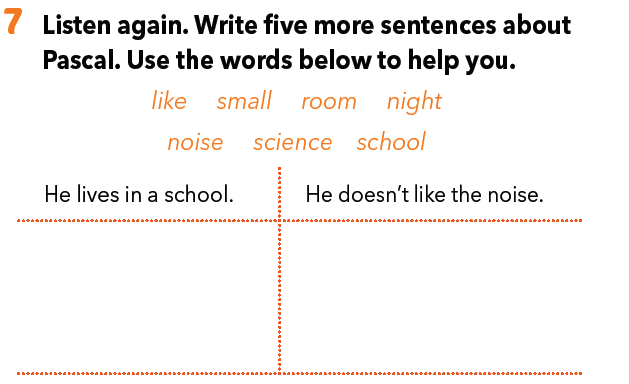 7 Listen again. Write five more sentences about
Pascal. Use the words below to help you.
like small room night
noise science school
He lives in a school. He doesn't like the noise.